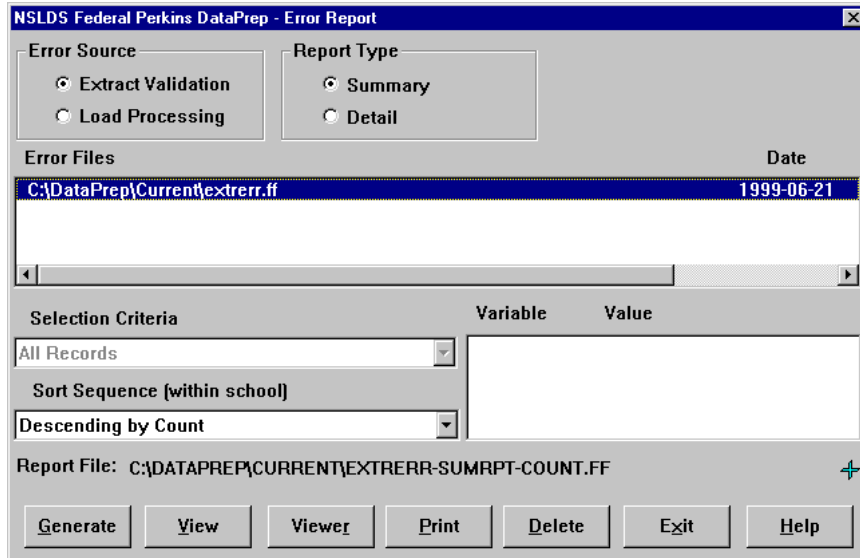 NSLDS Federal Perkins DataPrep - Error Report
Error Source
Report Type
Extract Validation
Summary
Load Processing
Detail
Error Files Date
C:\DataPrep\Current\extrerr.ff 1999-06-21
Selection Criteria
Variable Value
All Records
Sort Sequence (within school)
Descending by Count
Report File: C:\DATAPREP\CURRENT\EXTRERR-SUMRPT-COUNT.FF
Generate View Viewer Print Delete Exit Help